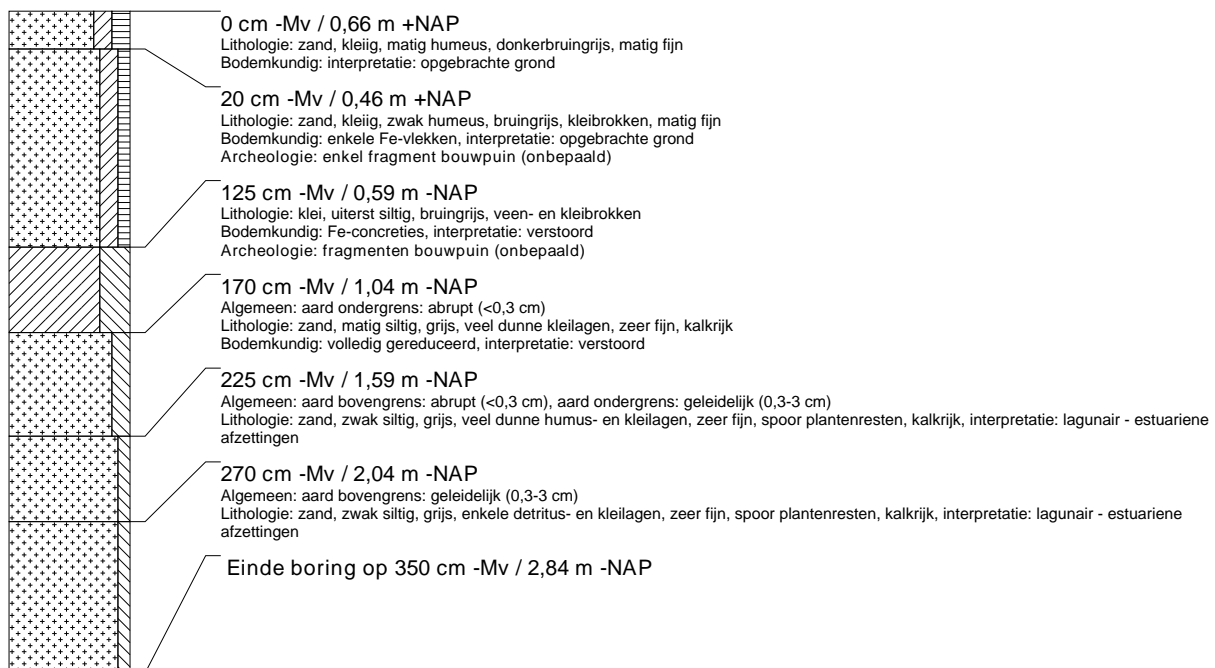 0 cm -Mv / 0,66 m +NAP
Lithologie: zand, kleiig, matig humeus, donkerbruingrijs, matig fijn
Bodemkundig: interpretatie: opgebrachte grond
20 cm -Mv / 0,46 m +NAP
Lithologie: zand, kleiig, zwak humeus, bruingrijs, kleibrokken, matig fijn
Bodemkundig: enkele Fe-vlekken, interpretatie: opgebrachte grond
Archeologie: enkel fragment bouwpuin (onbepaald)
125 cm -Mv / 0,59 m -NAP
Lithologie: klei, uiterst siltig, bruingrijs, veen- en kleibrokken
Bodemkundig: Fe-concreties, interpretatie: verstoord
Archeologie: fragmenten bouwpuin (onbepaald)
170 cm -Mv / 1,04 m -NAP
Algemeen: aard ondergrens: abrupt (<0,3 cm)
Lithologie: zand, matig siltig, grijs, veel dunne kleilagen, zeer fijn, kalkrijk
Bodemkundig: volledig gereduceerd, interpretatie: verstoord
225 cm -Mv / 1,59 m -NAP
Algemeen: aard bovengrens: abrupt (<0,3 cm), aard ondergrens: geleidelijk (0,3-3 cm)
Lithologie: zand, zwak siltig, grijs, veel dunne humus- en kleilagen, zeer fijn, spoor plantenresten, kalkrijk, interpretatie: lagunair - estuariene
afzettingen
270 cm -Mv / 2,04 m -NAP
Algemeen: aard bovengrens: geleidelijk (0,3-3 cm)
Lithologie: zand, zwak siltig, grijs, enkele detritus- en kleilagen, zeer fijn, spoor plantenresten, kalkrijk, interpretatie: lagunair - estuariene
afzettingen
Einde boring op 350 cm -Mv / 2,84 m -NAP